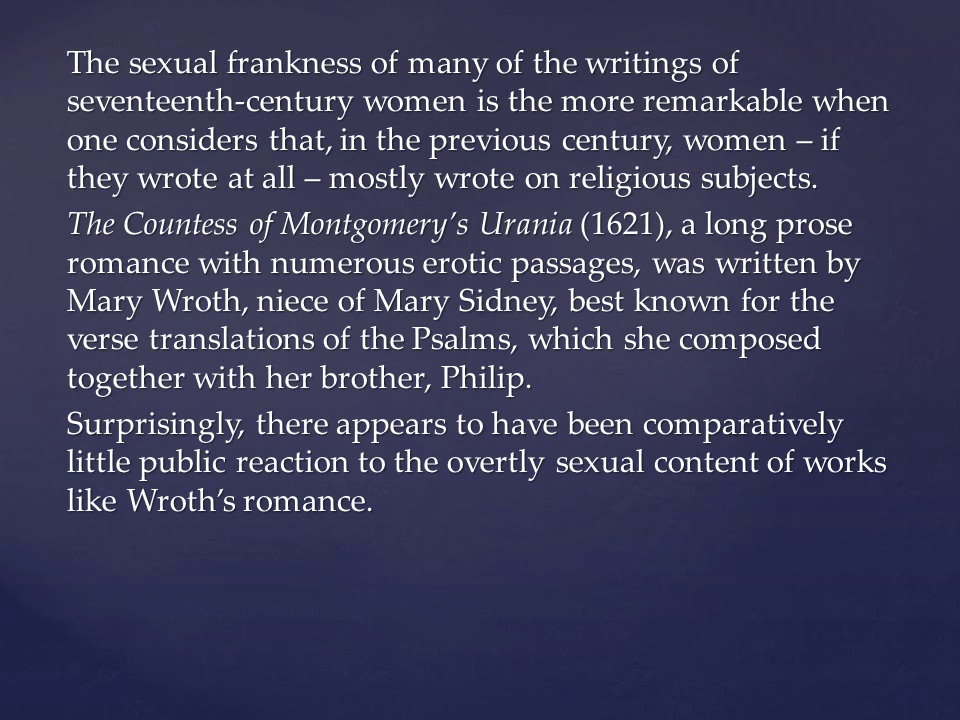 The sexual frankness of many of the writings of
seventeenth-century women is the more remarkable when
one considers that, in the previous century, women – if
they wrote at all – mostly wrote on religious subjects.
The Countess of Montgomery’s Urania (1621), a long prose
romance with numerous erotic passages, was written by
Mary Wroth, niece of Mary Sidney, best known for the
verse translations of the Psalms, which she composed
together with her brother, Philip.
Surprisingly, there appears to have been comparatively
little public reaction to the overtly sexual content of works
like Wroth’s romance.